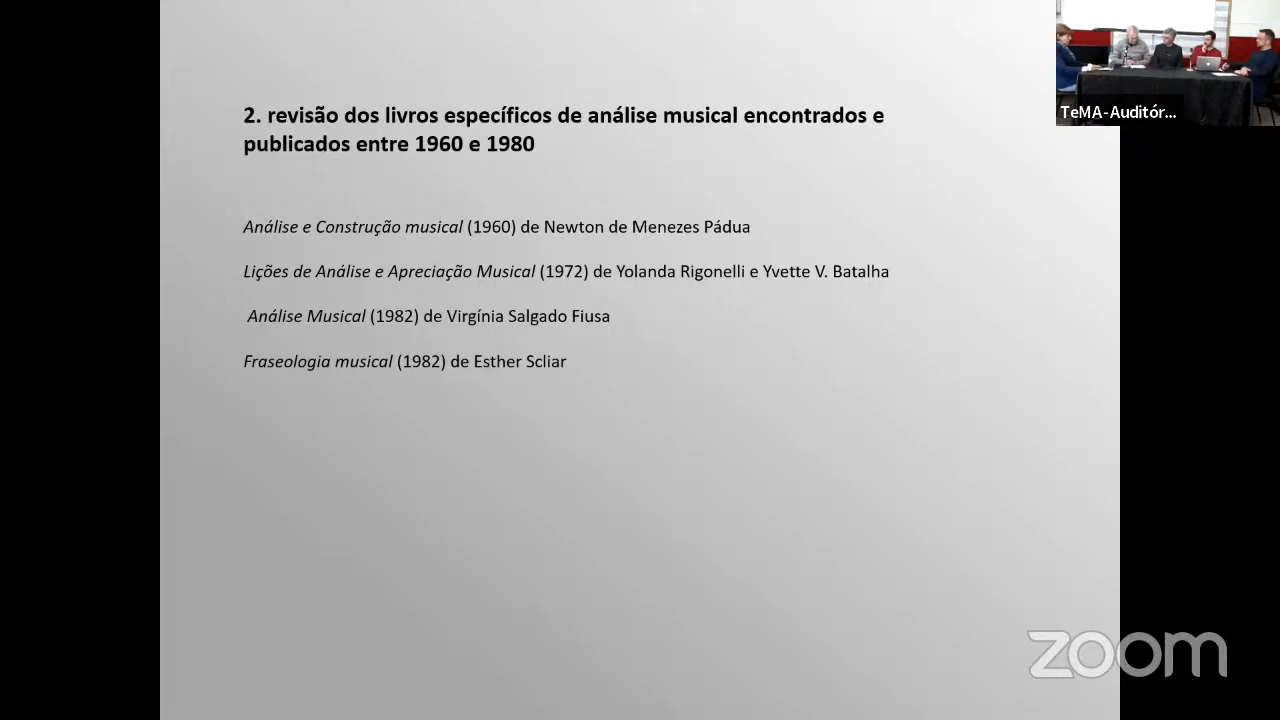 2. revisão dos livros específicos de análise musical encontrados e
publicados entre 1960 e 1980
Análise e Construção musical (1960) de Newton de Menezes Pádua
Lições de Análise e Apreciação Musical (1972) de Yolanda Rigonelli e Yvette V. Batalha
Análise Musical (1982) de Virgínia Salgado Fiusa
Fraseologia musical (1982) de Esther Scliar
TeMA-Auditór...
zoom